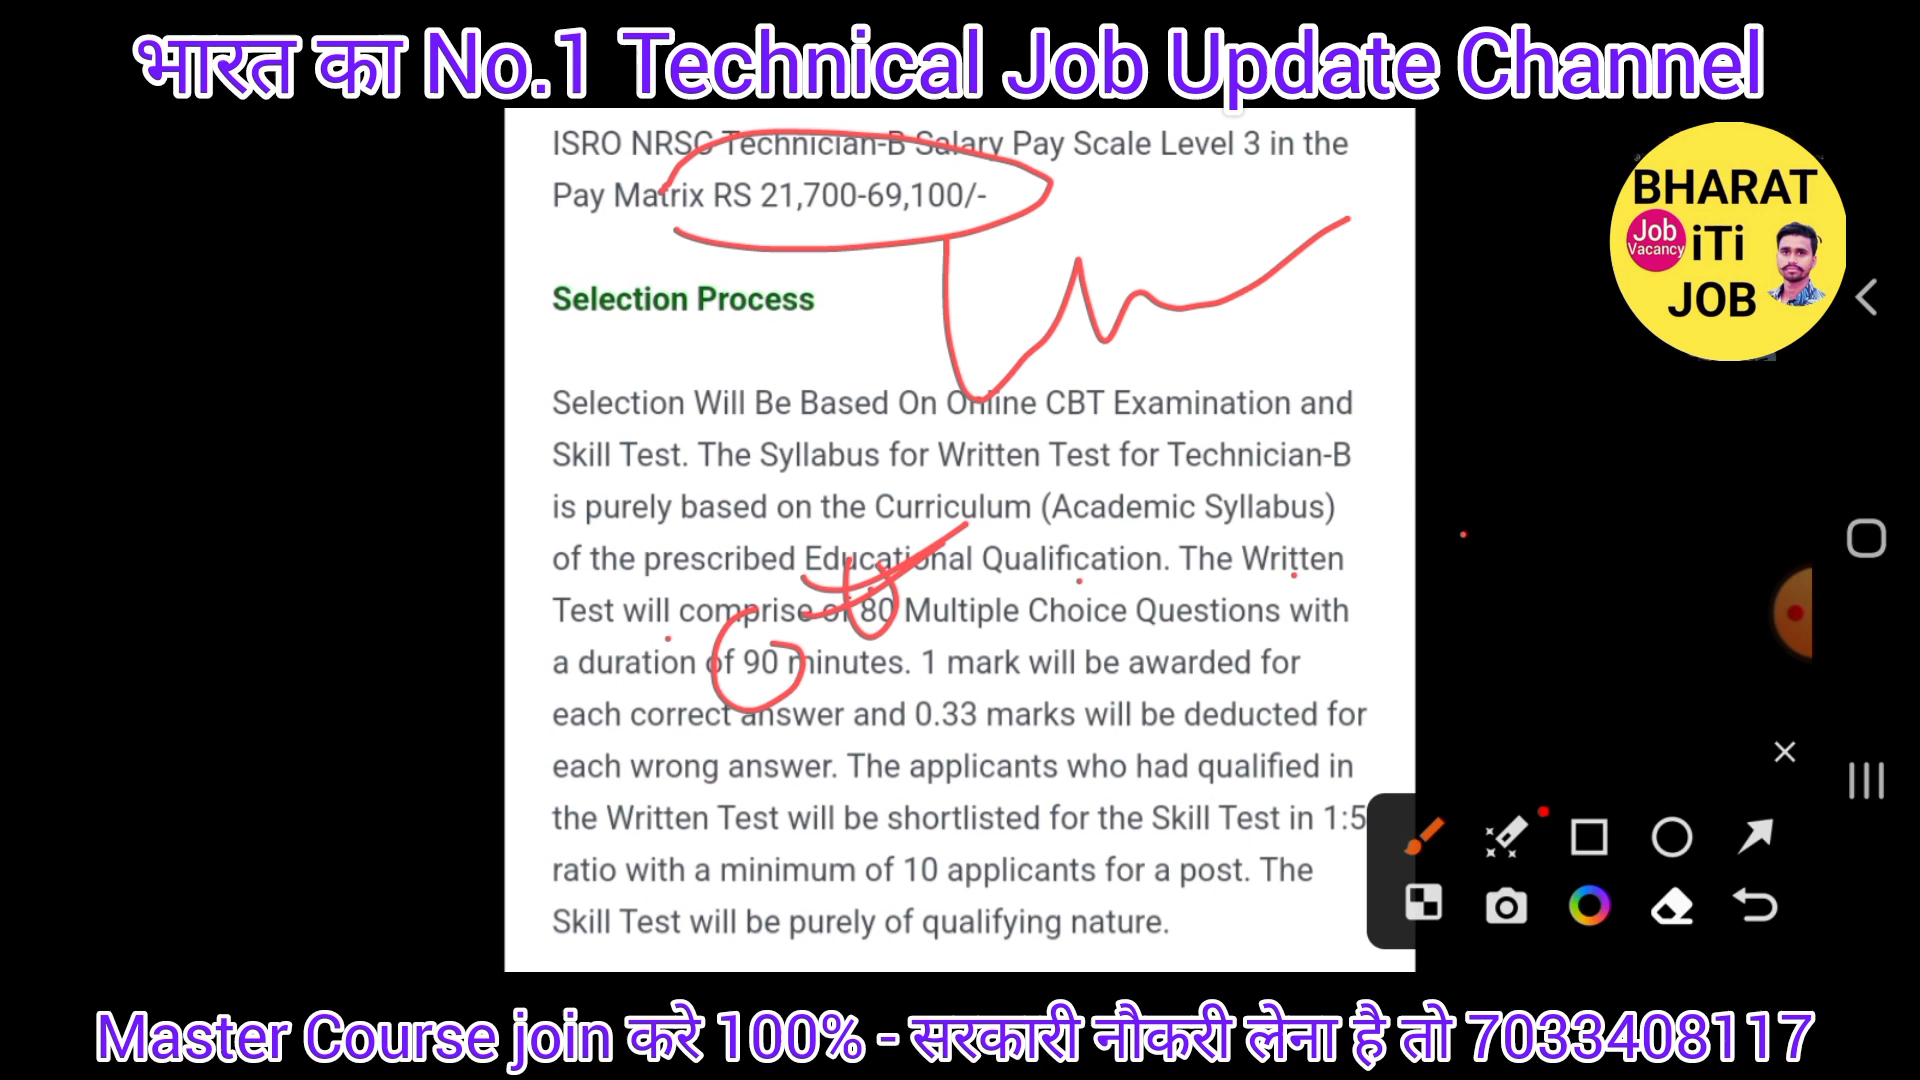 भारत का No.1 Technical Job Update Channel
ISRO NRSC Technician-B Salary Pay Scale Level 3 in the
Pay Matrix RS 21,700-69,100/-
Selection Process
Selection Will Be Based On Online CBT Examination and
Skill Test. The Syllabus for Written Test for Technician-B
is purely based on the Curriculum (Academic Syllabus)
of the prescribed Educational Qualification. The Written
Test will comprise of 80 Multiple Choice Questions with
a duration of 90 minutes. 1 mark will be awarded for
each correct answer and 0.33 marks will be deducted for
each wrong answer. The applicants who had qualified in
the Written Test will be shortlisted for the Skill Test in 1:5
ratio with a minimum of 10 applicants for a post. The
Skill Test will be purely of qualifying nature.
BHARAT
Job
Vacancy
iTi
JOB
Master Course join करे 100% - सरकारी नौकरी लेना है तो 7033408117